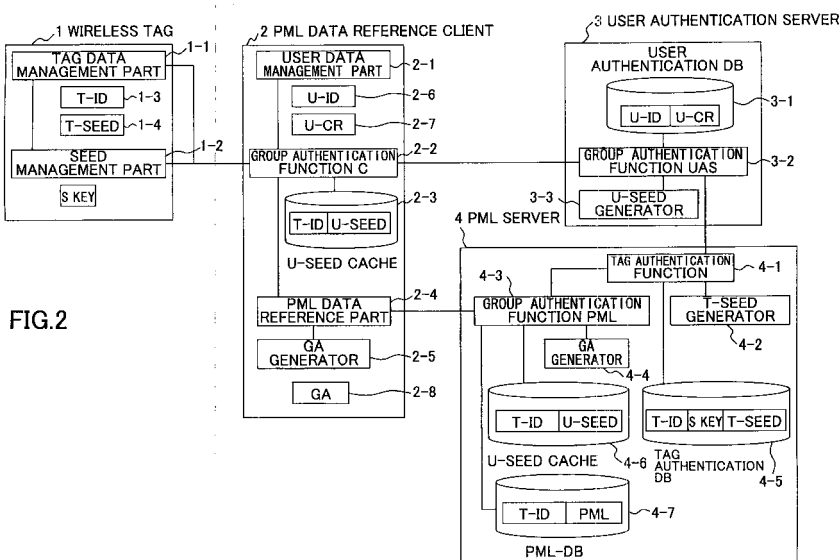 FIG.2
1 WIRELESS TAG
TAG DATA
MANAGEMENT PART
1-1
T-ID
1-3
T-SEED
1-4
SEED
MANAGEMENT PART
1-2
S KEY
2 PML DATA REFERENCE CLIENT
USER DATA
MANAGEMENT PART
2-1
U-ID
2-6
U-CR
2-7
GROUP AUTHENTICATION
FUNCTION C
2-2
2-3
T-ID U-SEED
U-SEED CACHE
PML DATA
REFERENCE PART
2-4
GA
GENERATOR
2-5
GA
2-8
3 USER AUTHENTICATION SERVER
USER
AUTHENTICATION DB
U-ID U-CR
3-1
GROUP AUTHENTICATION
FUNCTION UAS
3-2
3-3
U-SEED
GENERATOR
4 PML SERVER
TAG AUTHENTICATION
FUNCTION
4-1
4-3
GROUP AUTHENTICATION
FUNCTION PML
T-SEED
GENERATOR
4-2
GA
GENERATOR
4-4
T-ID U-SEED
U-SEED CACHE
4-6
T-ID S KEY T-SEED
TAG
AUTHENTICATION
DB
4-5
T-ID PML
4-7
PML-DB